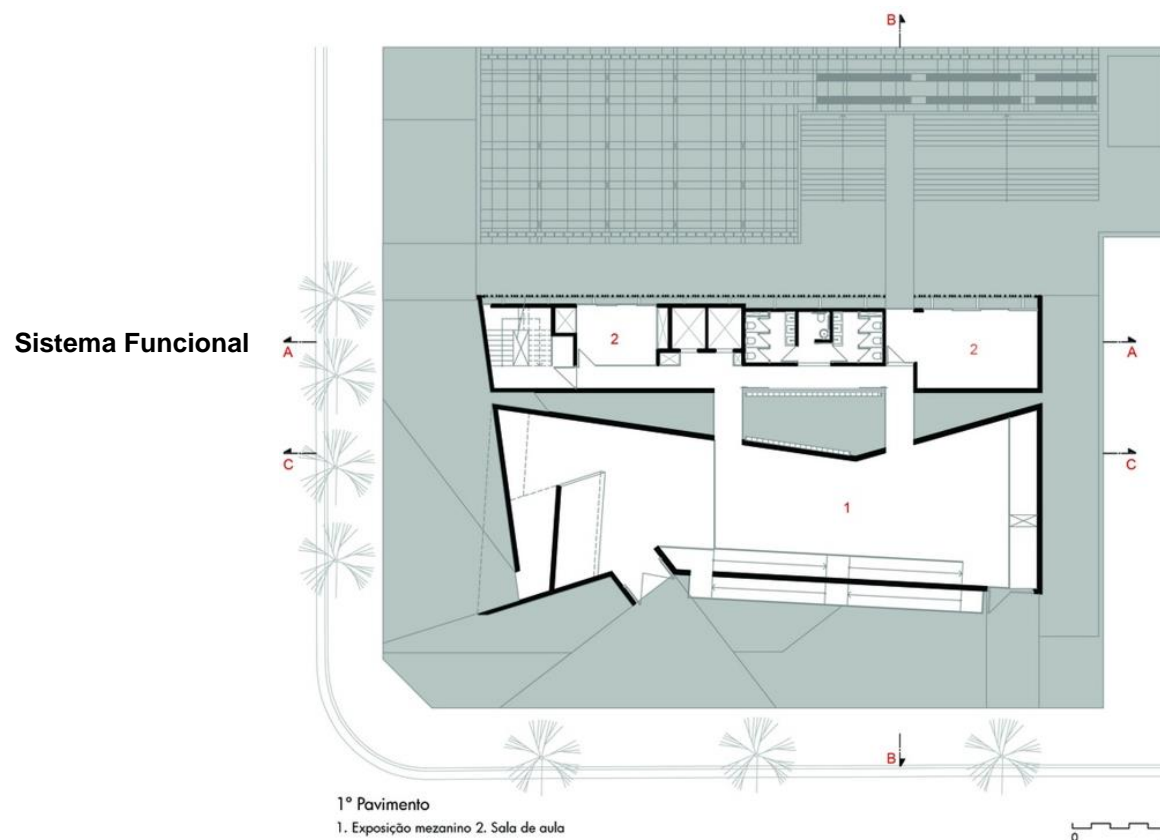 B
2
2
Sistema Funcional
A
A
C
C
1
B
1º Pavimento
1. Exposição mezanino 2. Sala de aula
0